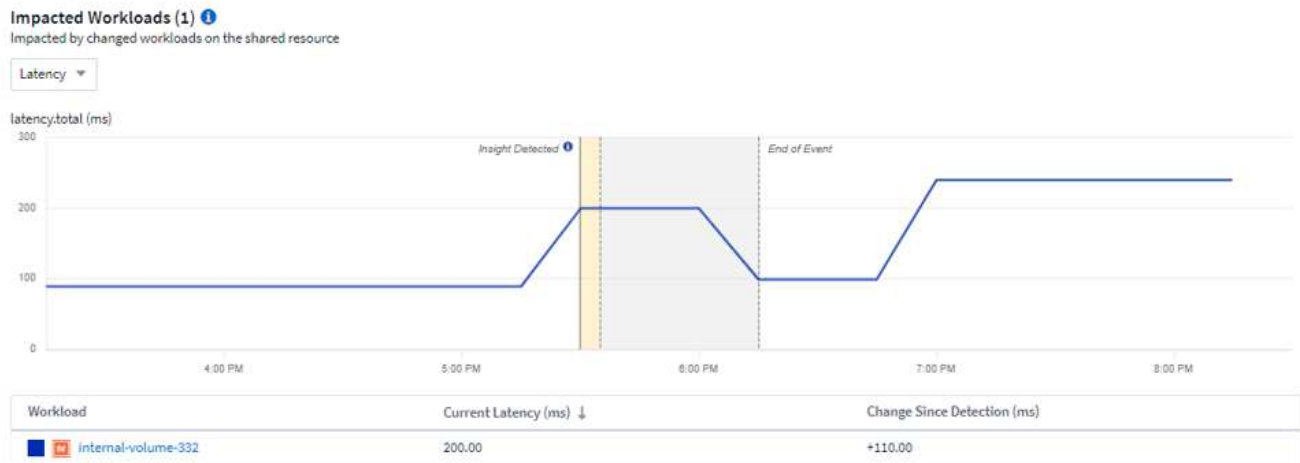 Impacted Workloads (1)
Impacted by changed workloads on the shared resource
Latency
latency.total (ms)
300
Insight Detected
End of Event
200
100
0
4:00 PM
5:00 PM
6:00 PM
7:00 PM
8:00 PM
Workload Current Latency (ms) ↓ Change Since Detection (ms)
internal-volume-332 200.00 +110.00